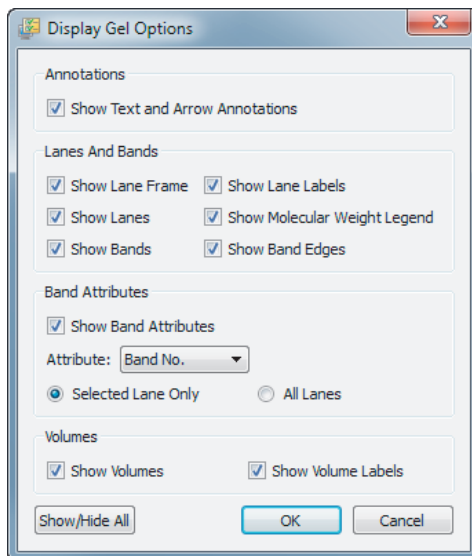 Display Gel Options
Annotations
Show Text and Arrow Annotations
Lanes And Bands
Show Lane Frame Show Lane Labels
Show Lanes Show Molecular Weight Legend
Show Bands Show Band Edges
Band Attributes
Show Band Attributes
Attribute: Band No.
Selected Lane Only All Lanes
Volumes
Show Volumes Show Volume Labels
Show/Hide All OK Cancel